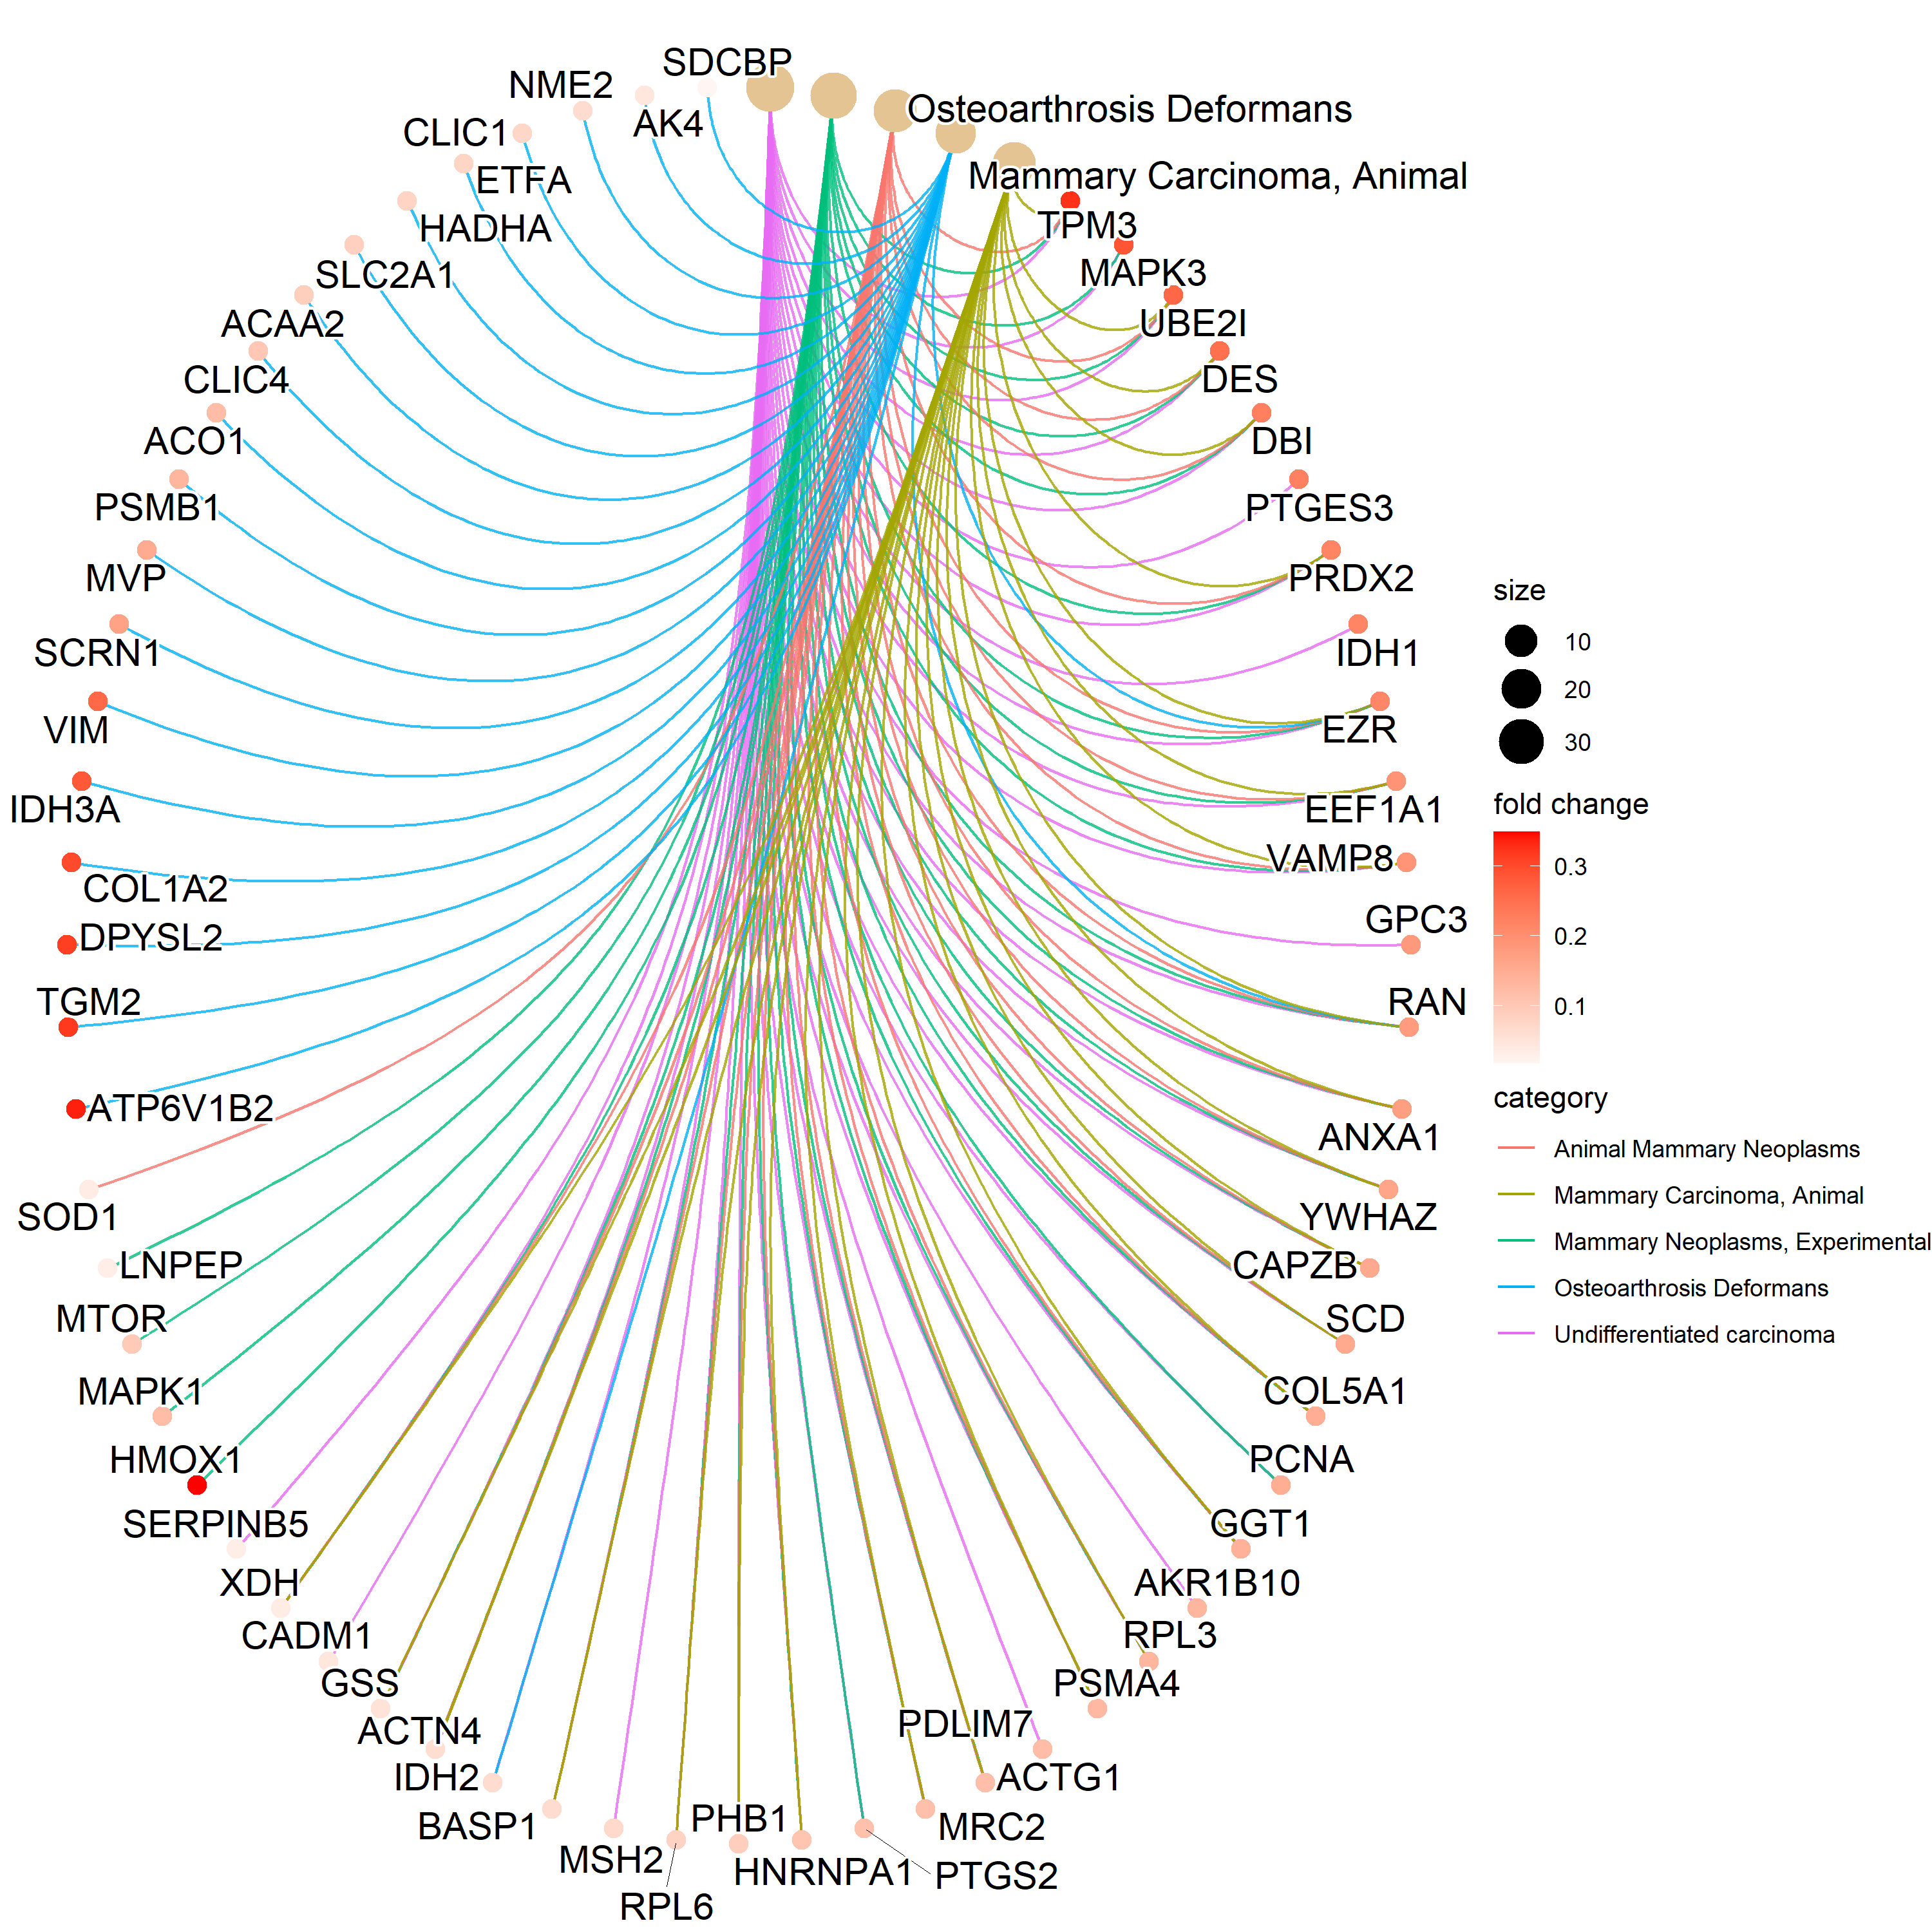 SDCBP
NME2
AK4
Osteoarthrosis Deformans
CLIC1
ETFA
Mammary Carcinoma, Animal
HADHA
TPM3
SLC2A1
MAPK3
ACAA2
UBE2I
CLIC4
DES
ACO1
DBI
PSMB1
PTGES3
MVP
PRDX2
SCRN1
IDH1
VIM
EZR
IDH3A
EEF1A1
COL1A2
VAMP8
DPYSL2
GPC3
TGM2
RAN
ATP6V1B2
ANXA1
SOD1
YWHAZ
LNPEP
CAPZB
MTOR
SCD
MAPK1
COL5A1
HMOX1
PCNA
SERPINB5
GGT1
XDH
AKR1B10
CADM1
RPL3
GSS
PSMA4
ACTN4
PDLIM7
IDH2
ACTG1
BASP1
PHB1
MRC2
MSH2
HNRNPA1
PTGS2
RPL6
size
10
20
30
fold change
0.3
0.2
0.1
category
Animal Mammary Neoplasms
Mammary Carcinoma, Animal
Mammary Neoplasms, Experimental
Osteoarthrosis Deformans
Undifferentiated carcinoma